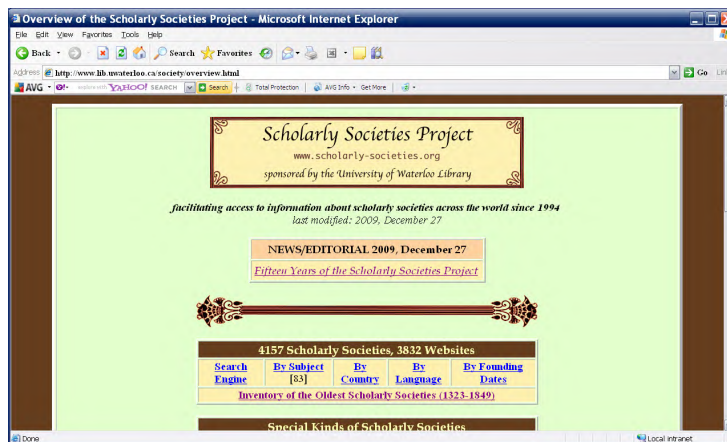 Overview of the Scholarly Societies Project - Microsoft Internet Explorer
File Edit View Favorites Tools Help
Back Search Favorites
Address http://www.lib.uwaterloo.ca/society/overview.html Go Lin
AVG YAHOO! SEARCH Search Total Protection AVG Info Get More
Scholarly Societies Project
www.scholarly-societies.org
sponsored by the University of Waterloo Library
facilitating access to information about scholarly societies across the world since 1994
last modified: 2009, December 27
NEWS/EDITORIAL 2009, December 27
Fifteen Years of the Scholarly Societies Project
4157 Scholarly Societies, 3832 Websites
Search Engine By Subject [83] By Country By Language By Founding Dates
Inventory of the Oldest Scholarly Societies (1323-1849)
Special Kinds of Scholarly Societies
Done Local intranet